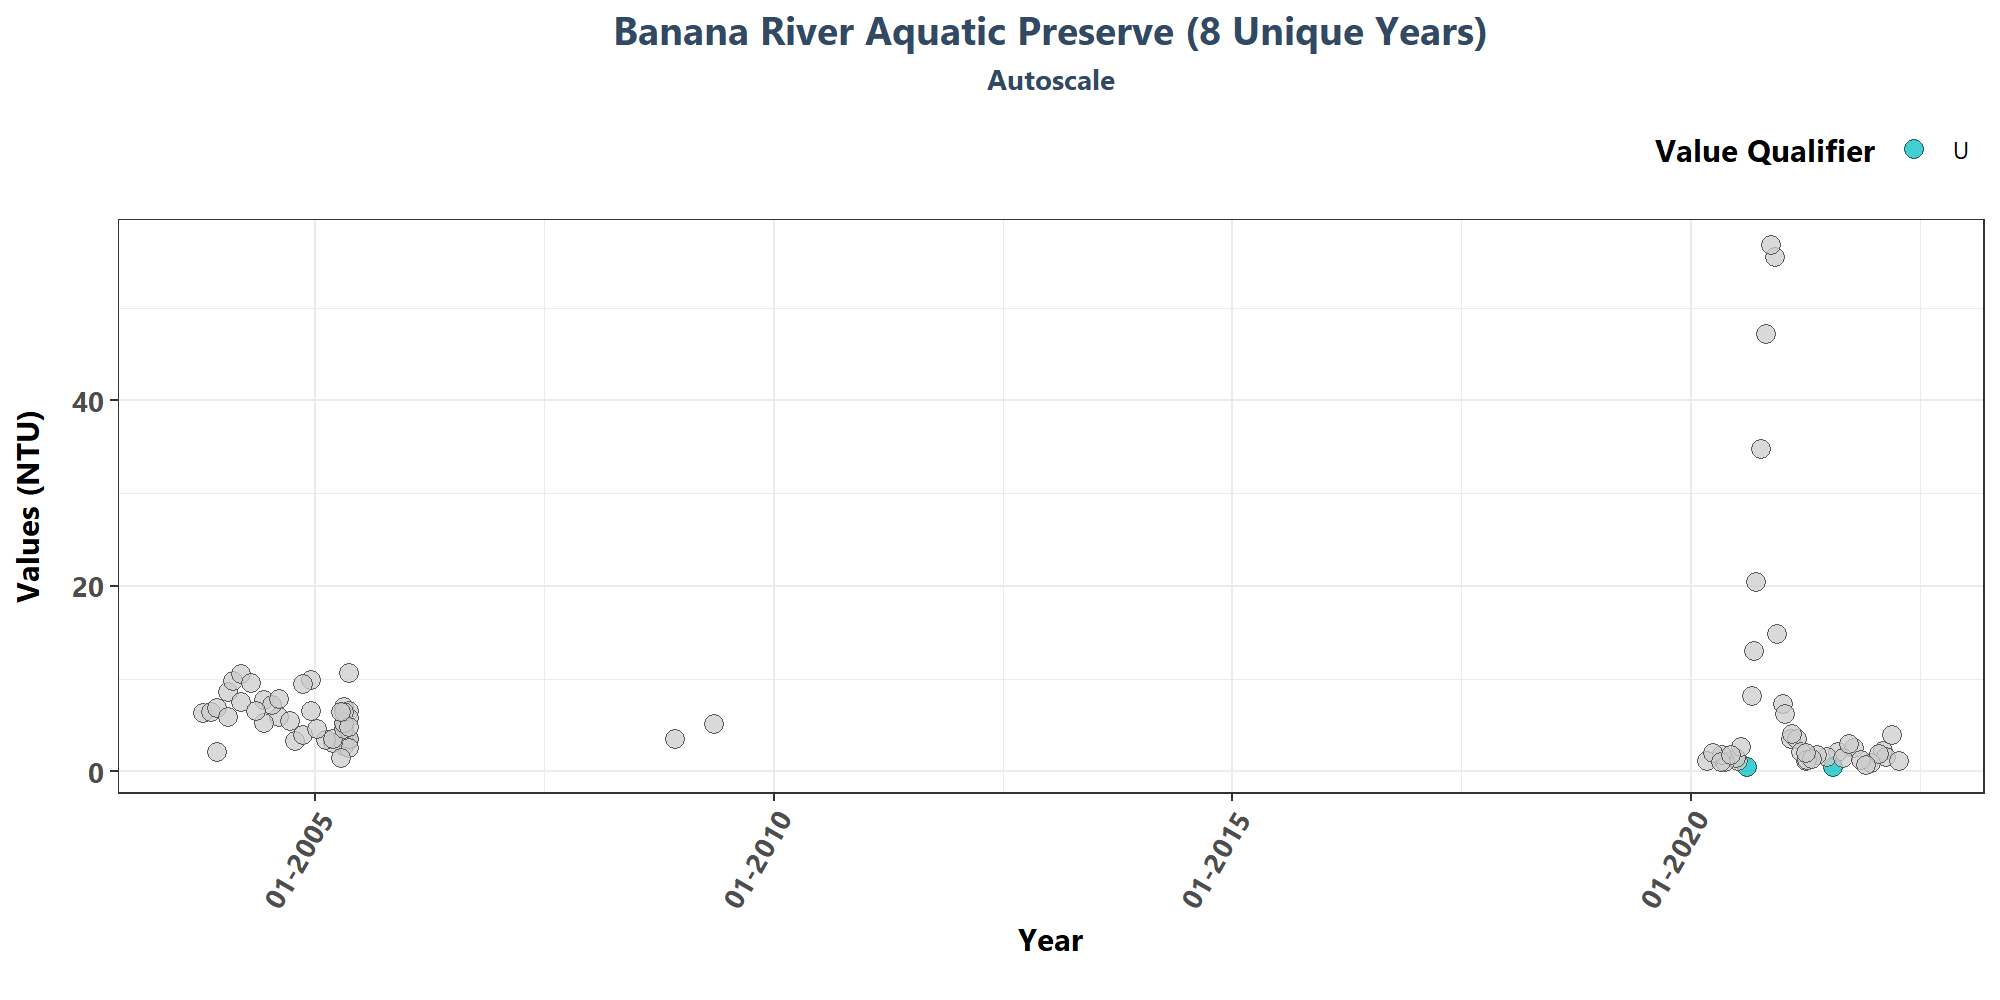 Banana River Aquatic Preserve (8 Unique Years)
Autoscale
Value Qualifier U
Values (NTU)
40
20
0
01-2005 01-2010 01-2015 01-2020
Year